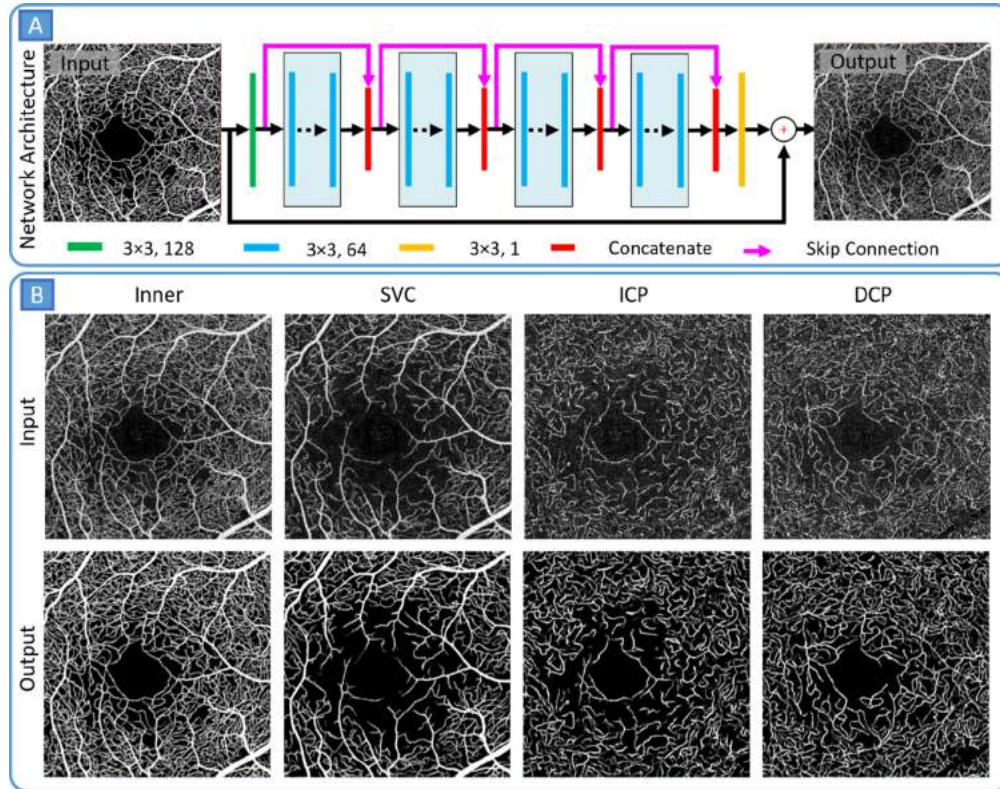 A
Network Architecture
Input
Output
+
3×3, 128
3×3, 64
3×3, 1
Concatenate
Skip Connection
B
Inner
SVC
ICP
DCP
Input
Output